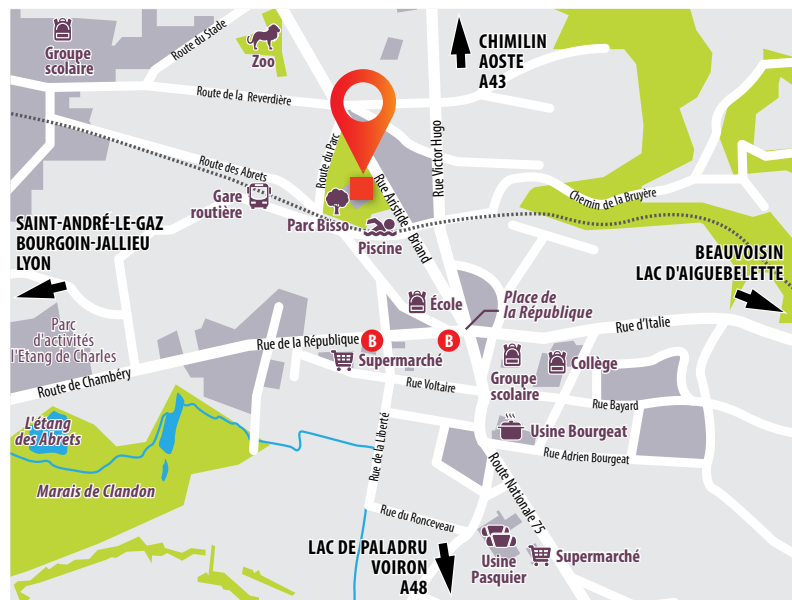 Groupe
scolaire
Route du Stade
Zoo
CHIMILIN
AOSTE
A43
Route de la Reverdière
Route du Parc
Rue Victor Hugo
Route des Abrets
Rue Aristide Briand
Chemin de la Bruyère
Gare
routière
Parc Bisso
Piscine
SAINT-ANDRÉ-LE-GAZ
BOURGOIN-JALLIEU
LYON
BEAUVOISIN
LAC D'AIGUEBELETTE
École
Place de
la République
Parc
d'activités
l'Etang de Charles
Rue de la République
B
B
Rue d'Italie
Supermarché
Route de Chambéry
Rue Voltaire
Groupe
scolaire
Collège
Rue Bayard
L'étang
des Abrets
Rue de la Liberté
Usine Bourgeat
Rue Adrien Bourgeat
Marais de Clandon
Route Nationale 75
Rue du Ronceveau
LAC DE PALADRU
VOIRON
A48
Usine
Pasquier
Supermarché